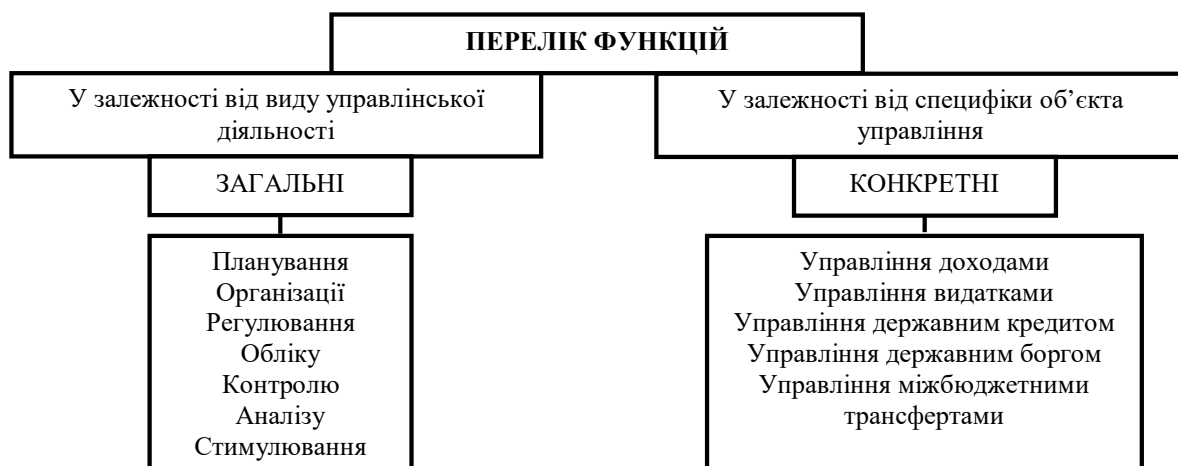 ПЕРЕЛІК ФУНКЦІЙ
У залежності від виду управлінської
діяльності
ЗАГАЛЬНІ
Планування
Організації
Регулювання
Обліку
Контролю
Аналізу
Стимулювання
У залежності від специфіки об’єкта
управління
КОНКРЕТНІ
Управління доходами
Управління видатками
Управління державним кредитом
Управління державним боргом
Управління міжбюджетними
трансфертами